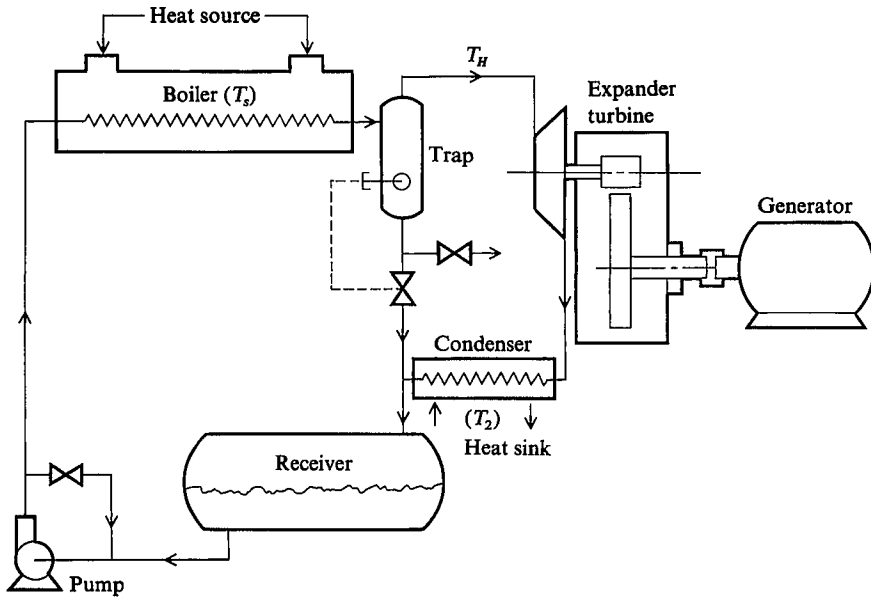 Heat source
Boiler (T_s)
T_H
Expander
turbine
Trap
Generator
Condenser
(T_2)
Heat sink
Receiver
Pump